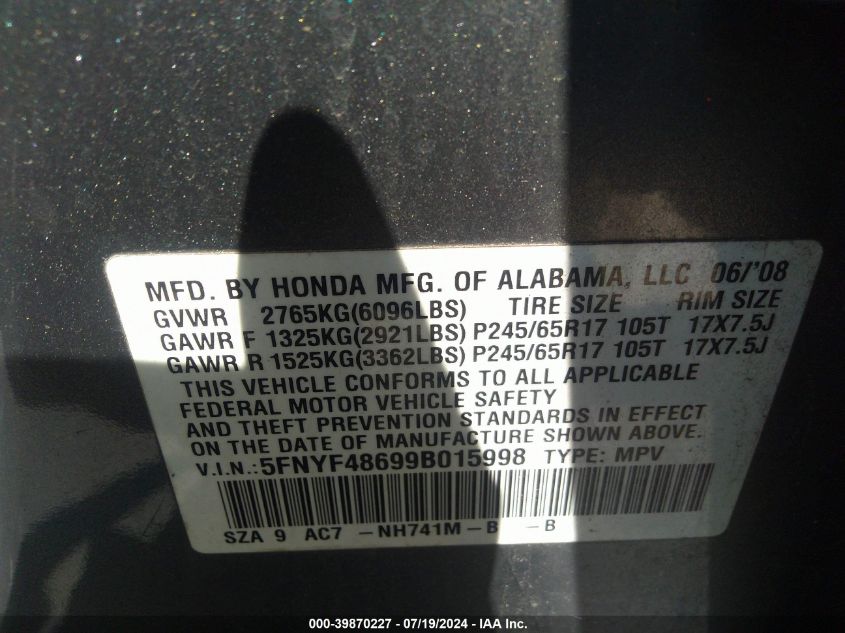 MFD. BY HONDA MFG. OF ALABAMA, LLC 06/'08
GVWR 2765KG(6096LBS) TIRE SIZE RIM SIZE
GAWR F 1325KG(2921LBS) P245/65R17 105T 17X7.5J
GAWR R 1525KG(3362LBS) P245/65R17 105T 17X7.5J
THIS VEHICLE CONFORMS TO ALL APPLICABLE
FEDERAL MOTOR VEHICLE SAFETY
AND THEFT PREVENTION STANDARDS IN EFFECT
ON THE DATE OF MANUFACTURE SHOWN ABOVE.
V.I.N.:5FNYF48699B015998 TYPE: MPV
SZA 9 AC7 -NH741M-B -B
000-39870227 - 07/19/2024 - IAA Inc.